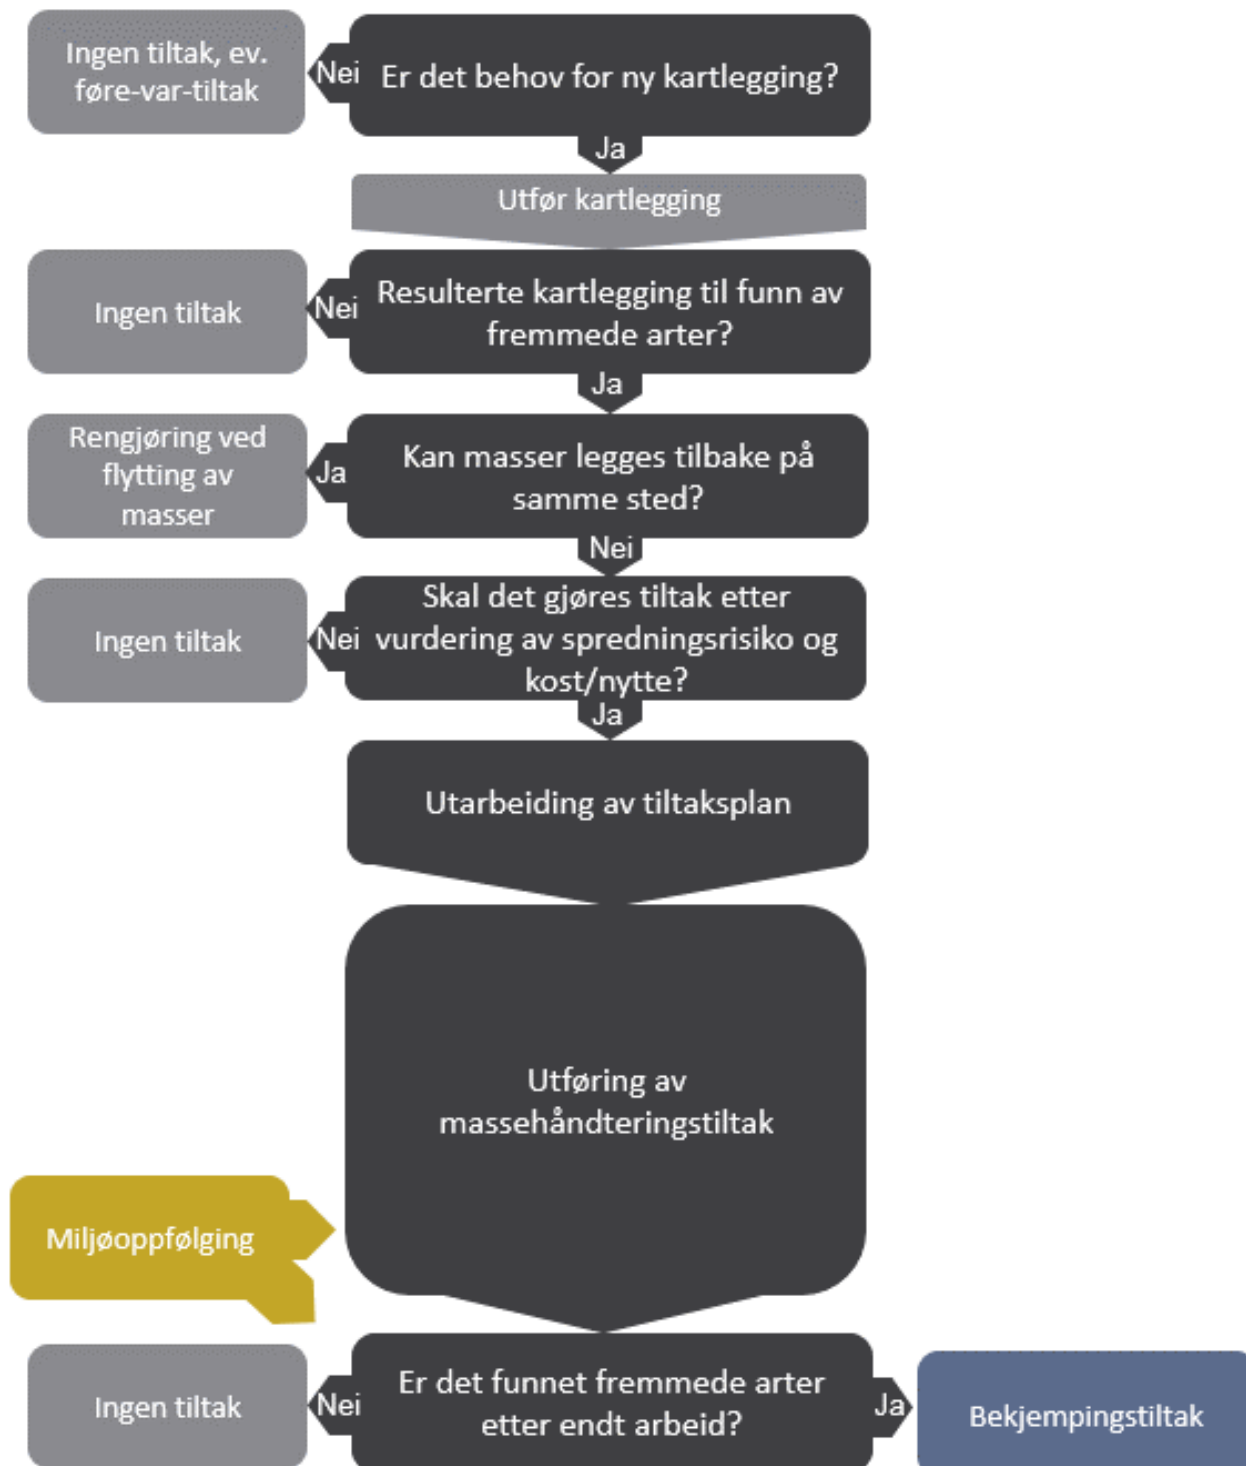 Ingen tiltak, ev.
føre-var-tiltak
Nei
Er det behov for ny kartlegging?
Ja
Utfør kartlegging
Ingen tiltak
Nei
Resulterte kartlegging til funn av
fremmede arter?
Ja
Rengjøring ved
flytting av
masser
Ja
Kan masser legges tilbake på
samme sted?
Nei
Ingen tiltak
Nei
Skal det gjøres tiltak etter
vurdering av spredningsrisiko og
kost/nytte?
Ja
Utarbeiding av tiltaksplan
Utføring av
massehåndteringstiltak
Miljøoppfølging
Ingen tiltak
Nei
Er det funnet fremmede arter
etter endt arbeid?
Ja
Bekjempingstiltak